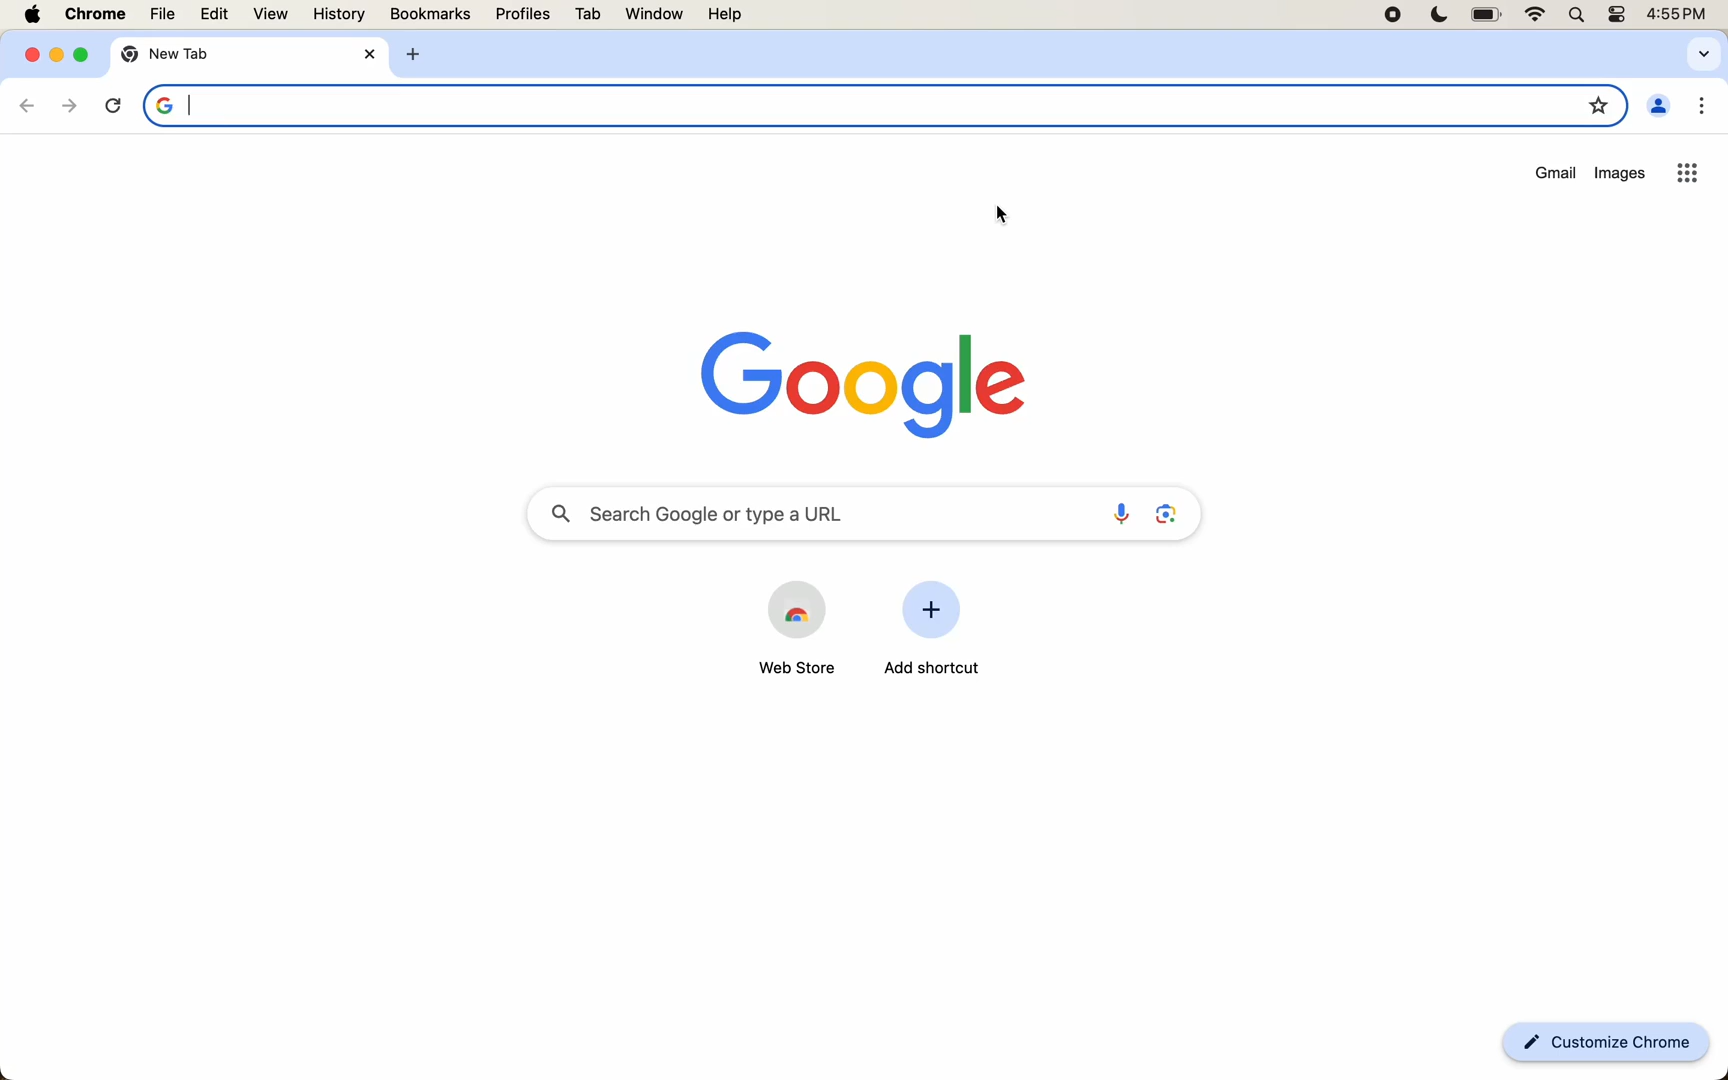 Chrome File Edit View History Bookmarks Profiles Tab Window Help 4:55 PM
New Tab
Gmail Images
Google
Search Google or type a URL
Web Store Add shortcut
Customize Chrome